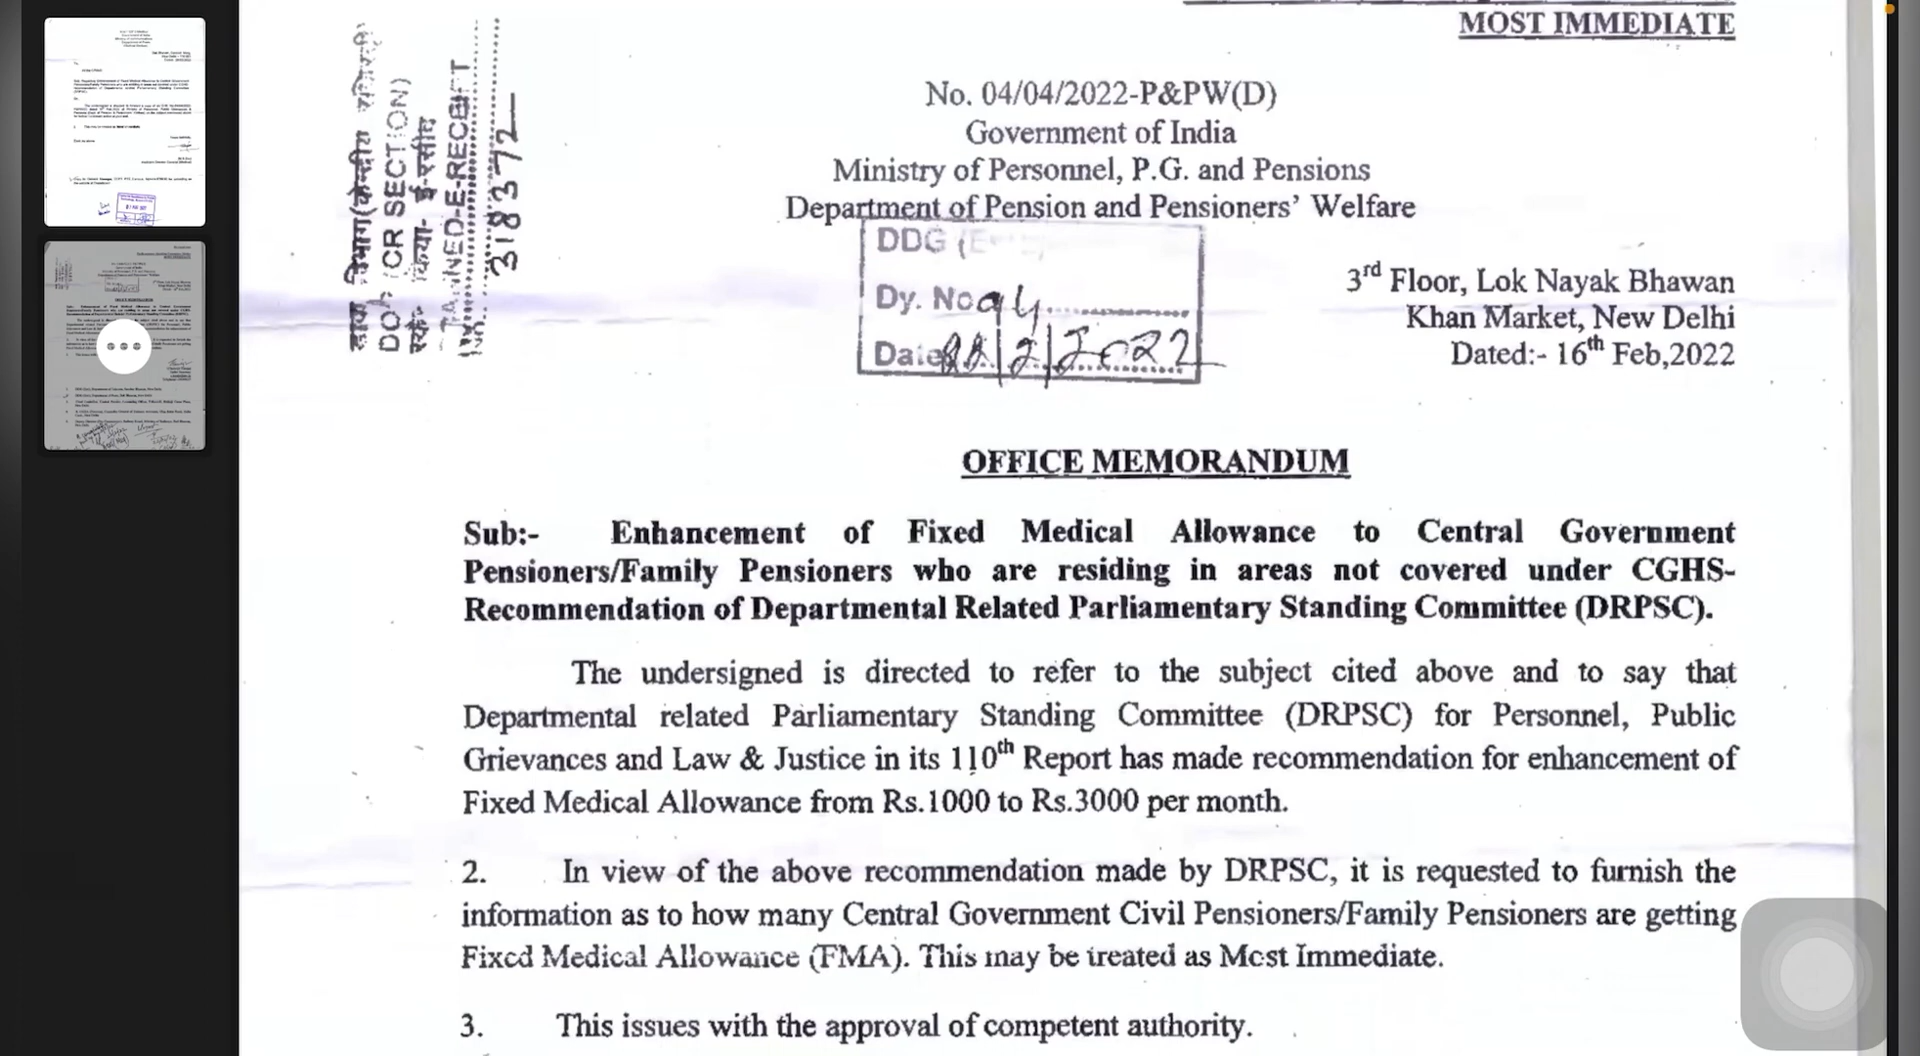 MOST IMMEDIATE
No. 04/04/2022-P&PW(D)
Government of India
Ministry of Personnel, P.G. and Pensions
Department of Pension and Pensioners' Welfare
(CR SECTION)
318372
DDG
Dy. No
Date 2/2022
3rd Floor, Lok Nayak Bhawan
Khan Market, New Delhi
Dated:- 16th Feb,2022
OFFICE MEMORANDUM
Sub:- Enhancement of Fixed Medical Allowance to Central Government
Pensioners/Family Pensioners who are residing in areas not covered under CGHS-
Recommendation of Departmental Related Parliamentary Standing Committee (DRPSC).
The undersigned is directed to refer to the subject cited above and to say that
Departmental related Parliamentary Standing Committee (DRPSC) for Personnel, Public
Grievances and Law & Justice in its 110th Report has made recommendation for enhancement of
Fixed Medical Allowance from Rs.1000 to Rs.3000 per month.
2. In view of the above recommendation made by DRPSC, it is requested to furnish the
information as to how many Central Government Civil Pensioners/Family Pensioners are getting
Fixed Medical Allowance (FMA). This may be treated as Most Immediate.
3. This issues with the approval of competent authority.